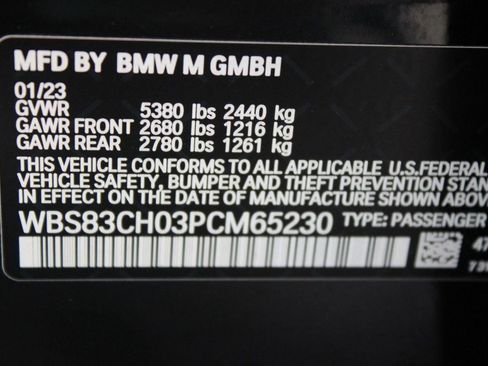 MFD BY BMW M GMBH
01/23
GVWR 5380 lbs 2440 kg
GAWR FRONT 2680 lbs 1216 kg
GAWR REAR 2780 lbs 1261 kg
THIS VEHICLE CONFORMS TO ALL APPLICABLE U.S.FEDERAL
VEHICLE SAFETY, BUMPER AND THEFT PREVENTION STAN
IN EFFECT ON THE DATE OF MANUFACTURE SHOWN ABOV
WBS83CH03PCM65230 TYPE: PASSENGER
47